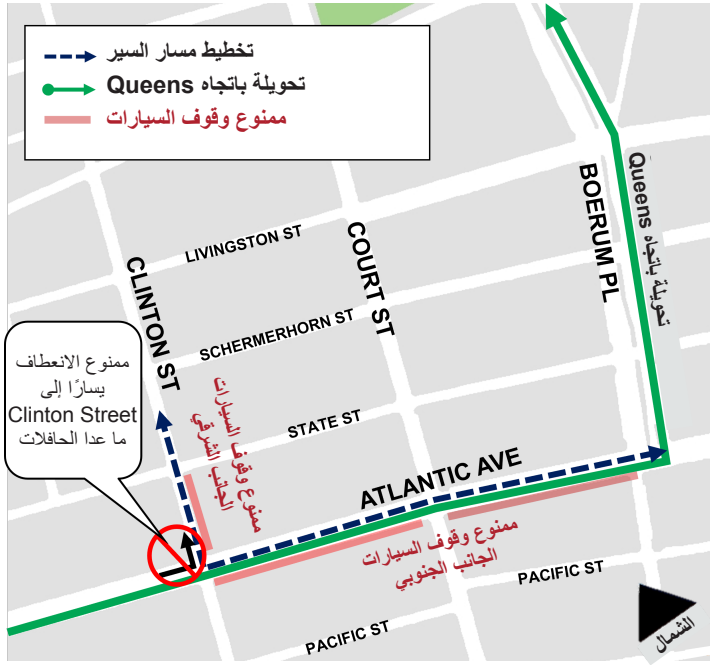 تخطيط مسار السير
تحويلة باتجاه Queens
ممنوع وقوف السيارات
LIVINGSTON ST
CLINTON ST
COURT ST
BOERUM PL
تحويلة باتجاه Queens
SCHERMERHORN ST
ممنوع الانعطاف
يسارًا إلى
Clinton Street
ما عدا الحافلات
ممنوع وقوف السيارات
الجانب الشرقي
STATE ST
ATLANTIC AVE
ممنوع وقوف السيارات
الجانب الجنوبي
PACIFIC ST
PACIFIC ST
الشمال